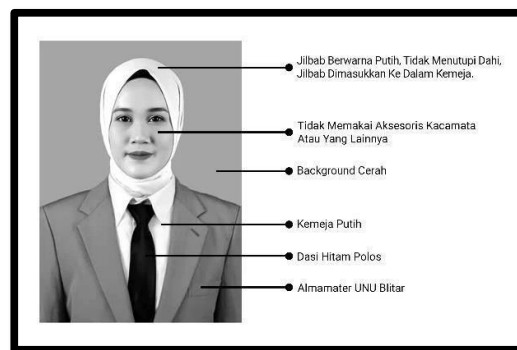 Jilbab Berwarna Putih, Tidak Menutupi Dahi,
Jilbab Dimasukkan Ke Dalam Kemeja.
Tidak Memakai Aksesoris Kacamata
Atau Yang Lainnya
Background Cerah
Kemeja Putih
Dasi Hitam Polos
Almamater UNU Blitar